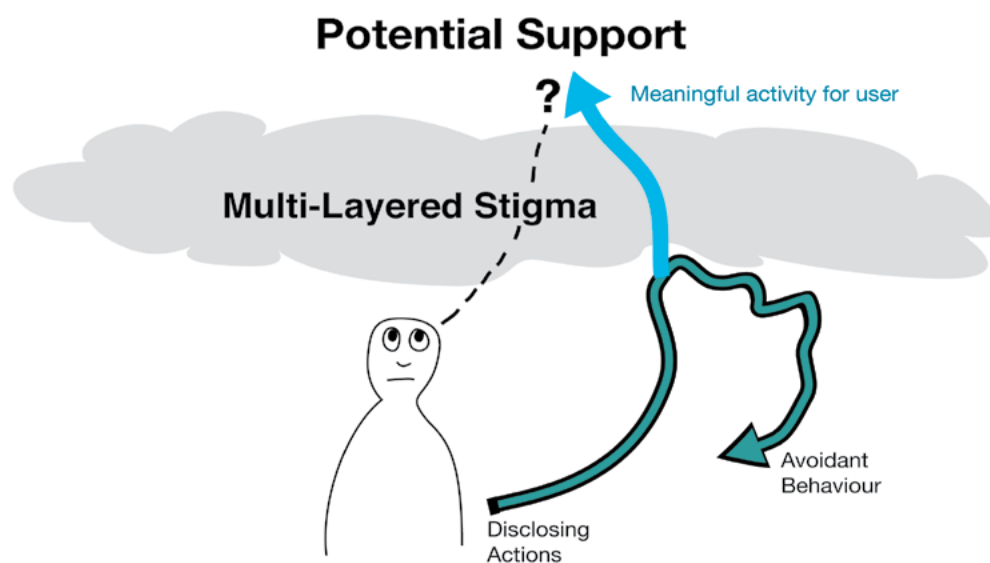 Potential Support
?
Meaningful activity for user
Multi-Layered Stigma
Avoidant
Behaviour
Disclosing
Actions